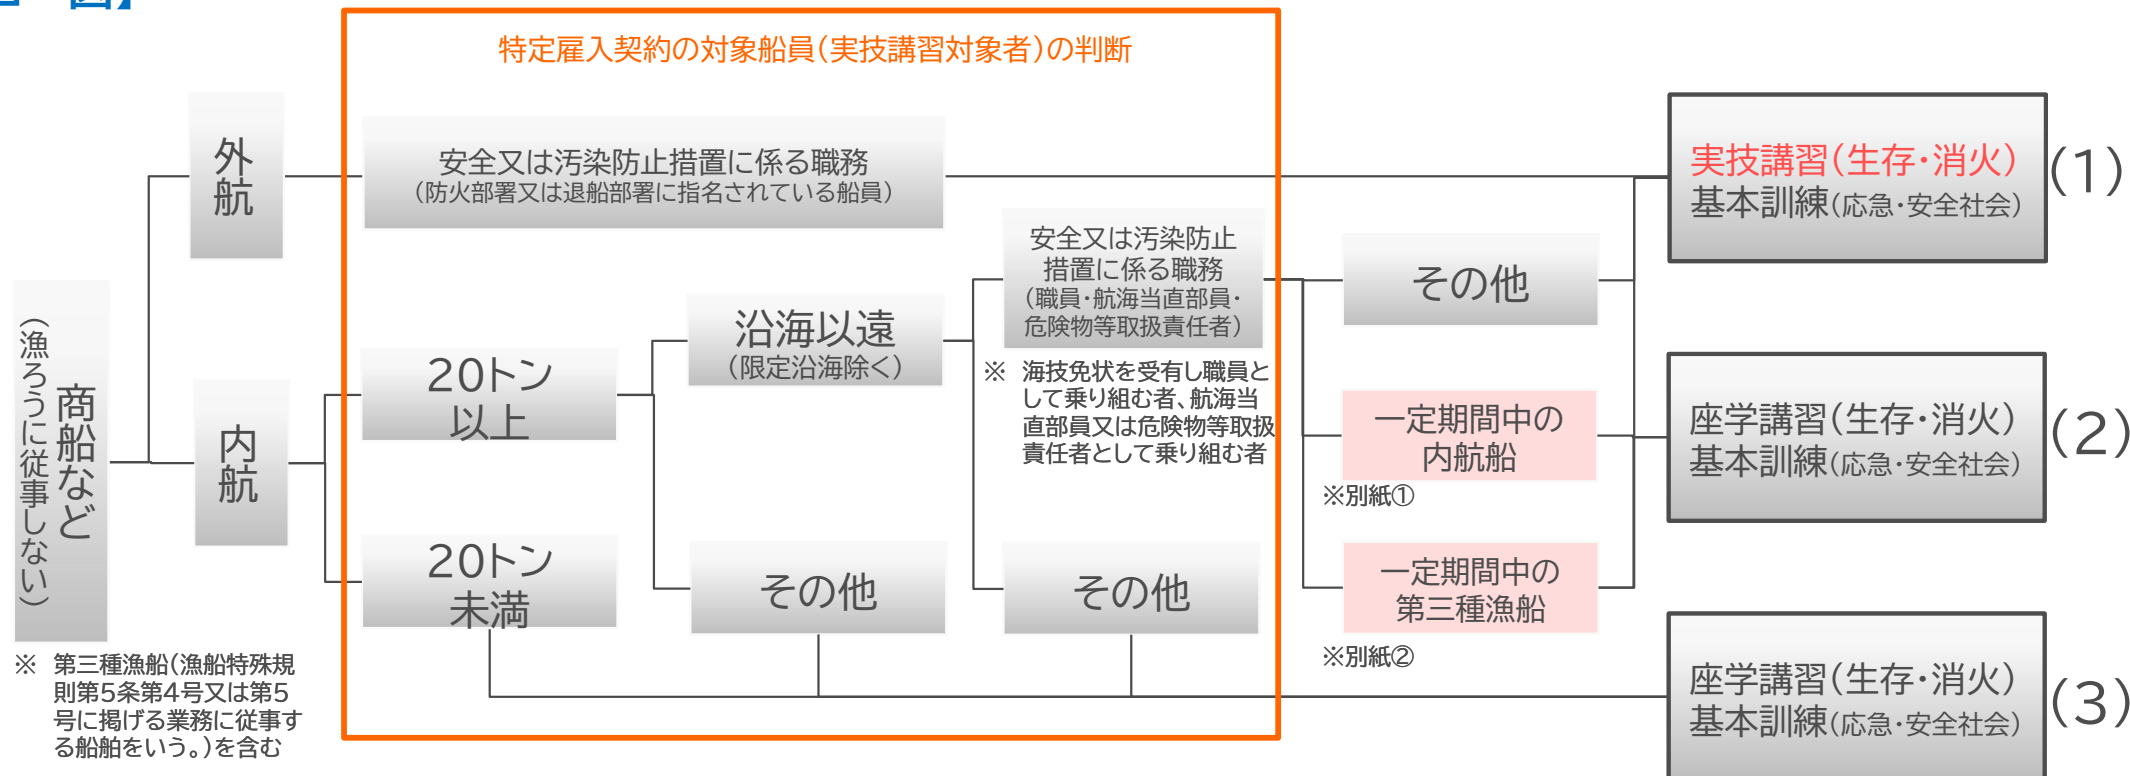 図】
特定雇入契約の対象船員(実技講習対象者)の判断
外航
安全又は汚染防止措置に係る職務
(防火部署又は退船部署に指名されている船員)
実技講習(生存・消火)
基本訓練(応急・安全社会)
(1)
安全又は汚染防止
措置に係る職務
(職員・航海当直部員・
危険物等取扱責任者)
その他
商船など
(漁ろうに従事しない)
沿海以遠
(限定沿海除く)
20トン
以上
※ 海技免状を受有し職員と
して乗り組む者、航海当
直部員又は危険物等取扱
責任者として乗り組む者
内航
一定期間中の
内航船
※別紙①
座学講習(生存・消火)
基本訓練(応急・安全社会)
(2)
20トン
未満
その他
その他
一定期間中の
第三種漁船
※別紙②
※ 第三種漁船(漁船特殊規
則第5条第4号又は第5
号に掲げる業務に従事す
る船舶をいう。)を含む
座学講習(生存・消火)
基本訓練(応急・安全社会)
(3)